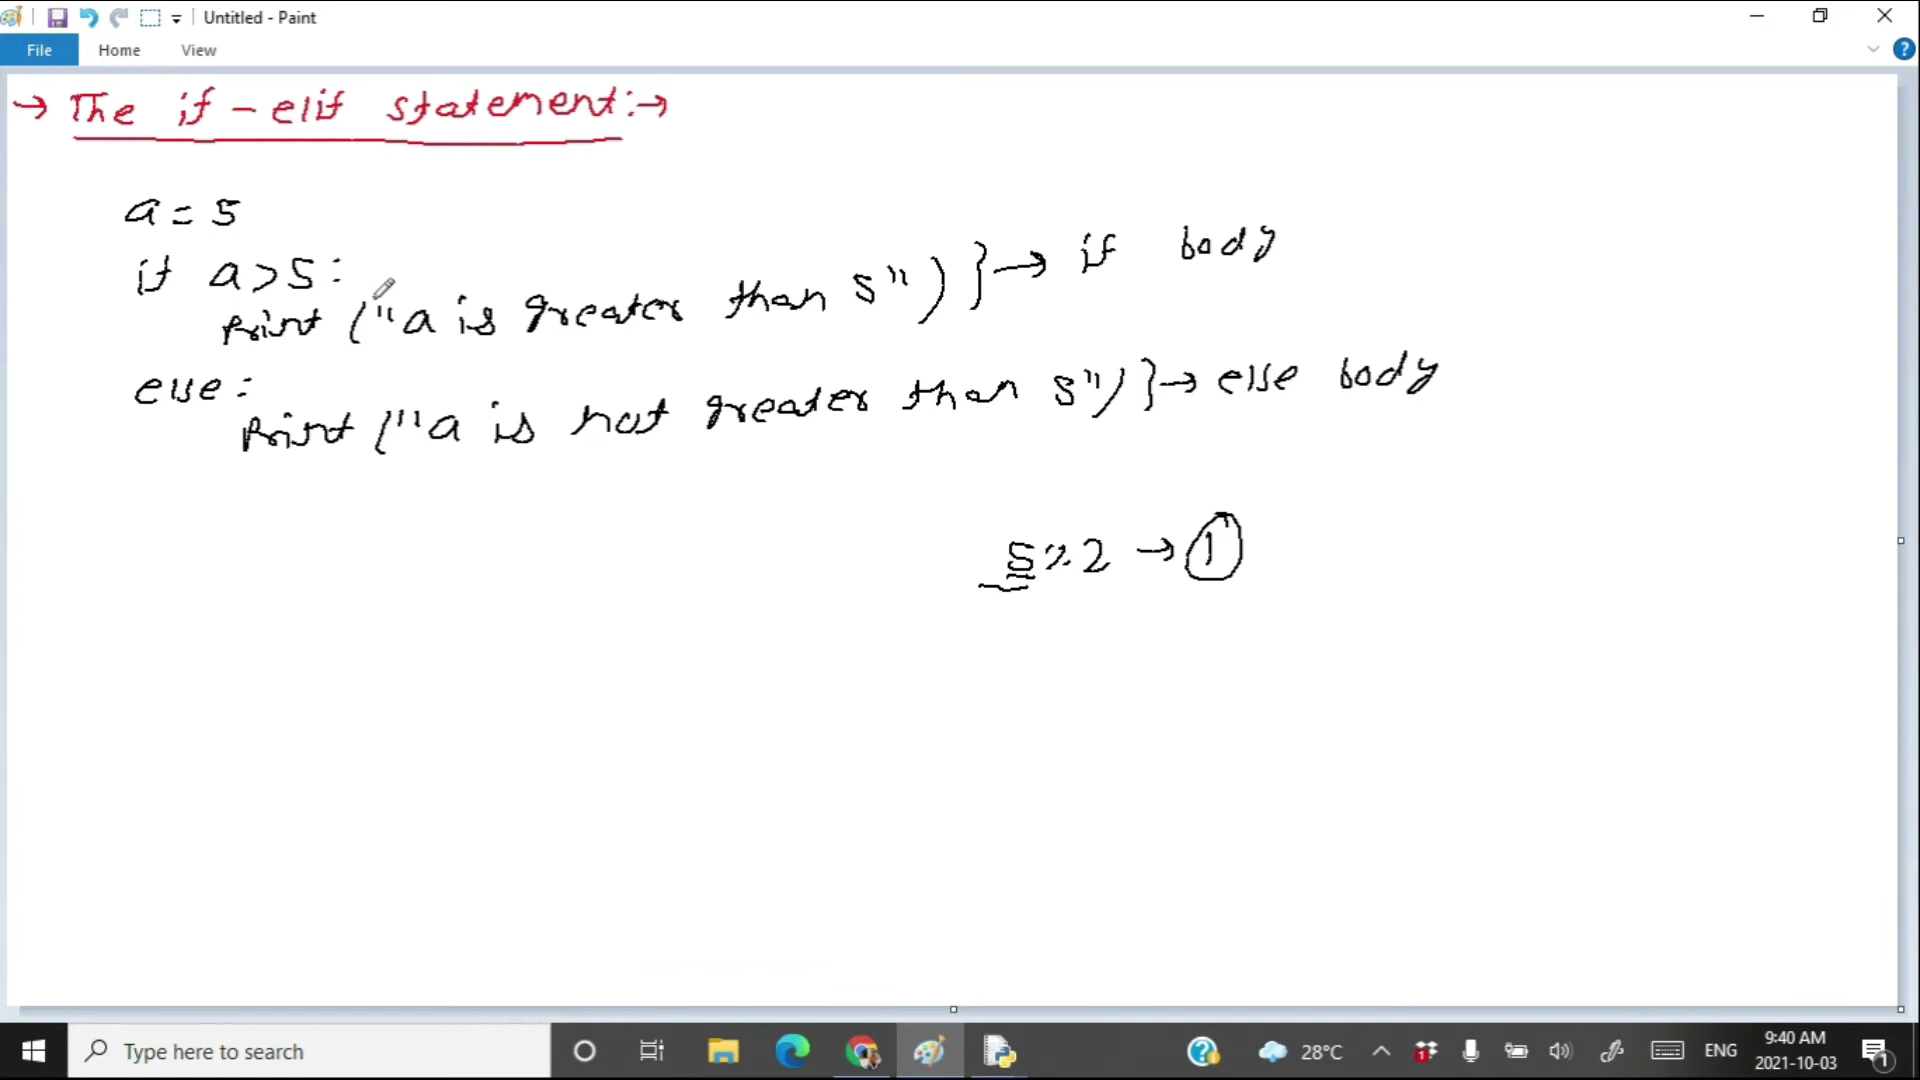 Untitled - Paint
File Home View
→ The if - elif statement:→
a = 5
if a>5:
print ("a is greater than 5") } → if body
else:
print ("a is not greater than 5") } → else body
5%2 → 1
Type here to search
28°C
ENG
9:40 AM
2021-10-03
1
1